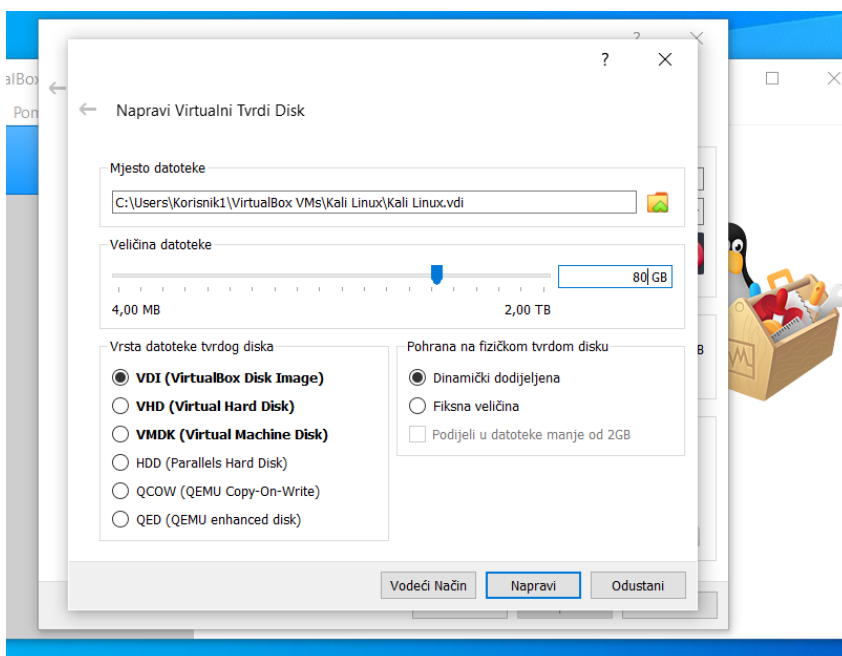 ?
alBox
Pom
?
Napravi Virtualni Tvrdi Disk
Mjesto datoteke
C:\Users\Korisnik1\VirtualBox VMs\Kali Linux\Kali Linux.vdi
Veličina datoteke
80 GB
4,00 MB 2,00 TB
Vrsta datoteke tvrdog diska
VDI (VirtualBox Disk Image)
VHD (Virtual Hard Disk)
VMDK (Virtual Machine Disk)
HDD (Parallels Hard Disk)
QCOW (QEMU Copy-On-Write)
QED (QEMU enhanced disk)
Pohrana na fizičkom tvrdom disku
Dinamički dodijeljena
Fiksna veličina
Podijeli u datoteke manje od 2GB
B
Vodeći Način Napravi Odustani